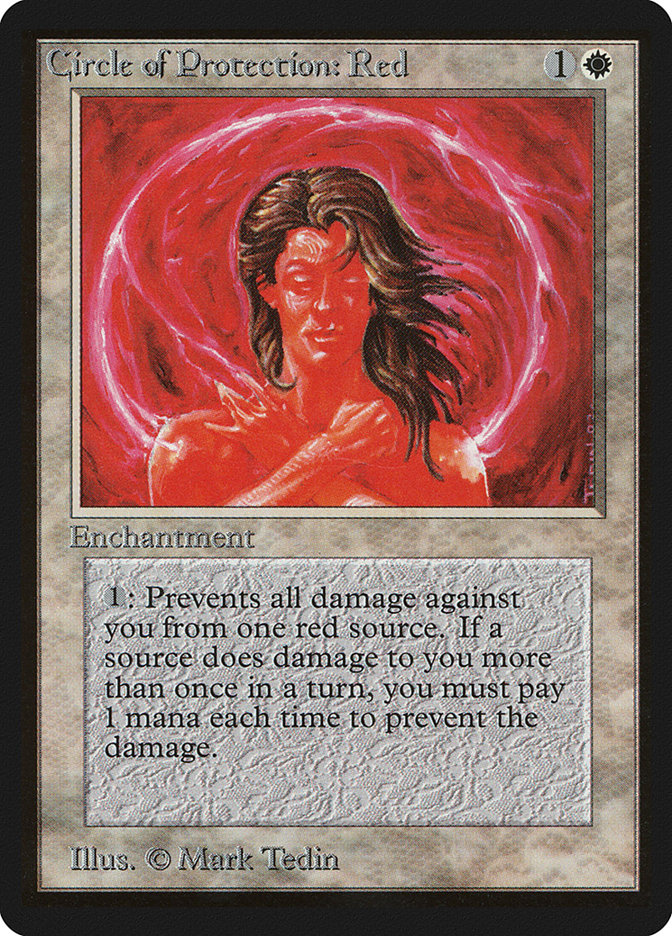 Circle of Protection: Red 1
Enchantment
1: Prevents all damage against
you from one red source. If a
source does damage to you more
than once in a turn, you must pay
1 mana each time to prevent the
damage.
Illus. © Mark Tedin